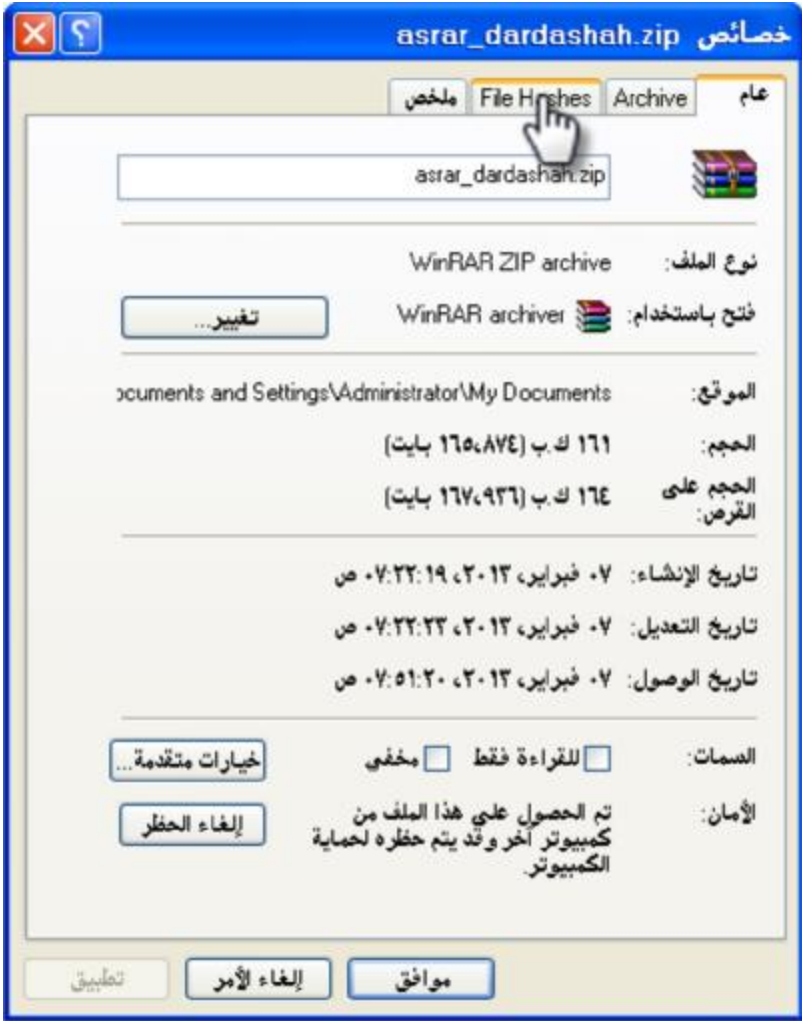 خصائص asrar_dardashah.zip
عام Archive File Hashes ملخص
asrar_dardashah.zip
نوع الملف: WinRAR ZIP archive
فتح باستخدام: WinRAR archiver تغيير...
الموقع: ocuments and Settings\Administrator\My Documents
الحجم: ١٦١ ك.ب (١٦٥،٨٧٤ بايت)
الحجم على القرص: ١٦٤ ك.ب (١٦٧،٩٣٦ بايت)
تاريخ الإنشاء: ٠٧ فبراير، ٢٠١٣، ٠٧:٢٢:١٩ ص
تاريخ التعديل: ٠٧ فبراير، ٢٠١٣، ٠٧:٢٢:٢٣ ص
تاريخ الوصول: ٠٧ فبراير، ٢٠١٣، ٠٧:٥١:٢٠ ص
السمات: للقراءة فقط مخفي خيارات متقدمة...
الأمان: تم الحصول على هذا الملف من
كمبيوتر آخر وقد يتم حظره لحماية
الكمبيوتر.
إلغاء الحظر
موافق إلغاء الأمر تطبيق